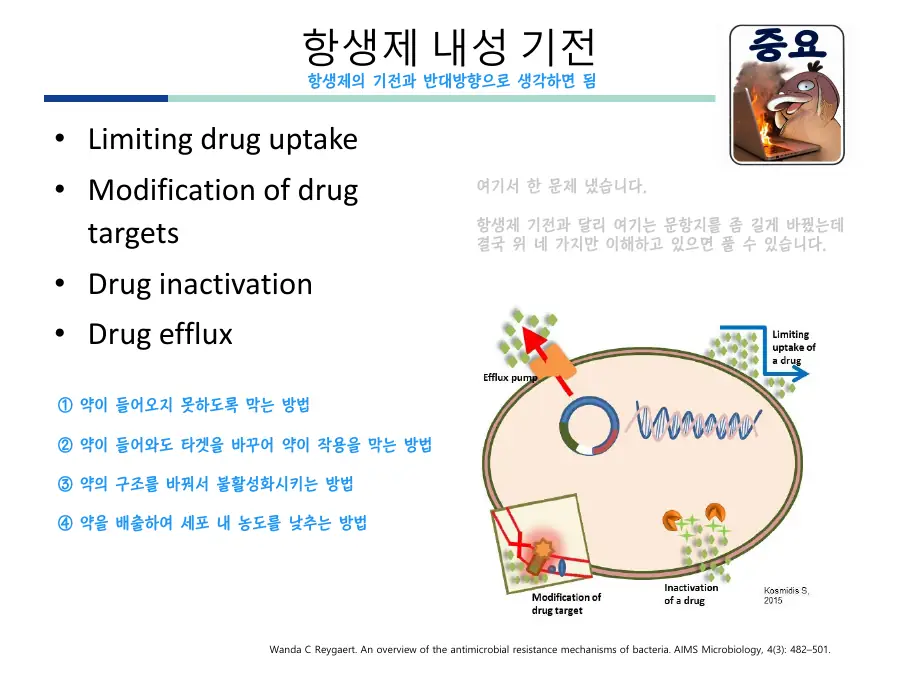 항생제 내성 기전
항생제의 기전과 반대방향으로 생각하면 됨
중요
• Limiting drug uptake
• Modification of drug
targets
• Drug inactivation
• Drug efflux
① 약이 들어오지 못하도록 막는 방법
② 약이 들어와도 타겟을 바꾸어 약이 작용을 막는 방법
③ 약의 구조를 바꿔서 불활성화시키는 방법
④ 약을 배출하여 세포 내 농도를 낮추는 방법
여기서 한 문제 냈습니다.
항생제 기전과 달리 여기는 문항지를 좀 길게 바꿨는데
결국 위 네 가지만 이해하고 있으면 풀 수 있습니다.
Efflux pump
Limiting
uptake of
a drug
Modification of
drug target
Inactivation
of a drug
Kosmidis S,
2015
Wanda C Reygaert. An overview of the antimicrobial resistance mechanisms of bacteria. AIMS Microbiology, 4(3): 482–501.